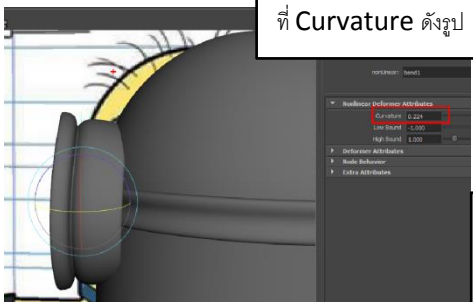 ที่ Curvature ดังรูป
nonLinear: bend1
Nonlinear Deformer Attributes
Curvature 0.224
Low Bound -1.000
High Bound 1.000
Deformer Attributes
Node Behavior
Extra Attributes